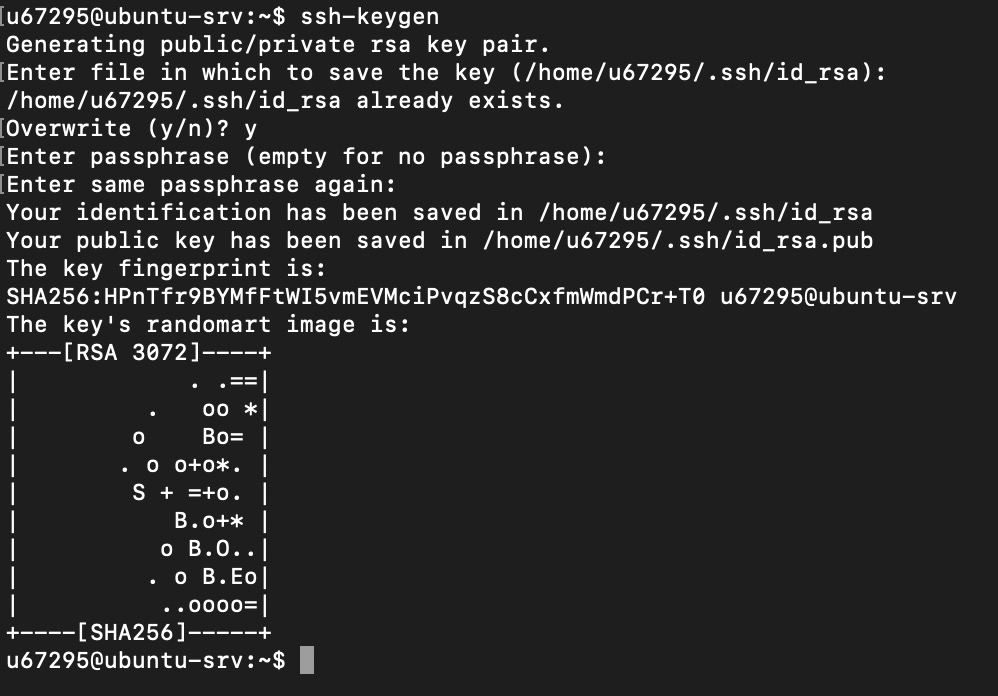 u67295@ubuntu-srv:~$ ssh-keygen
Generating public/private rsa key pair.
Enter file in which to save the key (/home/u67295/.ssh/id_rsa):
/home/u67295/.ssh/id_rsa already exists.
Overwrite (y/n)? y
Enter passphrase (empty for no passphrase):
Enter same passphrase again:
Your identification has been saved in /home/u67295/.ssh/id_rsa
Your public key has been saved in /home/u67295/.ssh/id_rsa.pub
The key fingerprint is:
SHA256:HPnTfr9BYMfFtWI5vmEVMciPvqzS8cCxfmWmdPCr+T0 u67295@ubuntu-srv
The key's randomart image is:
+---[RSA 3072]----+
|            . .==|
|         .   oo *|
|        o    Bo= |
|       . o o+o*. |
|        S + =+o. |
|           B.o+* |
|          o B.O..|
|         . o B.Eo|
|          ..oooo=|
+----[SHA256]-----+
u67295@ubuntu-srv:~$